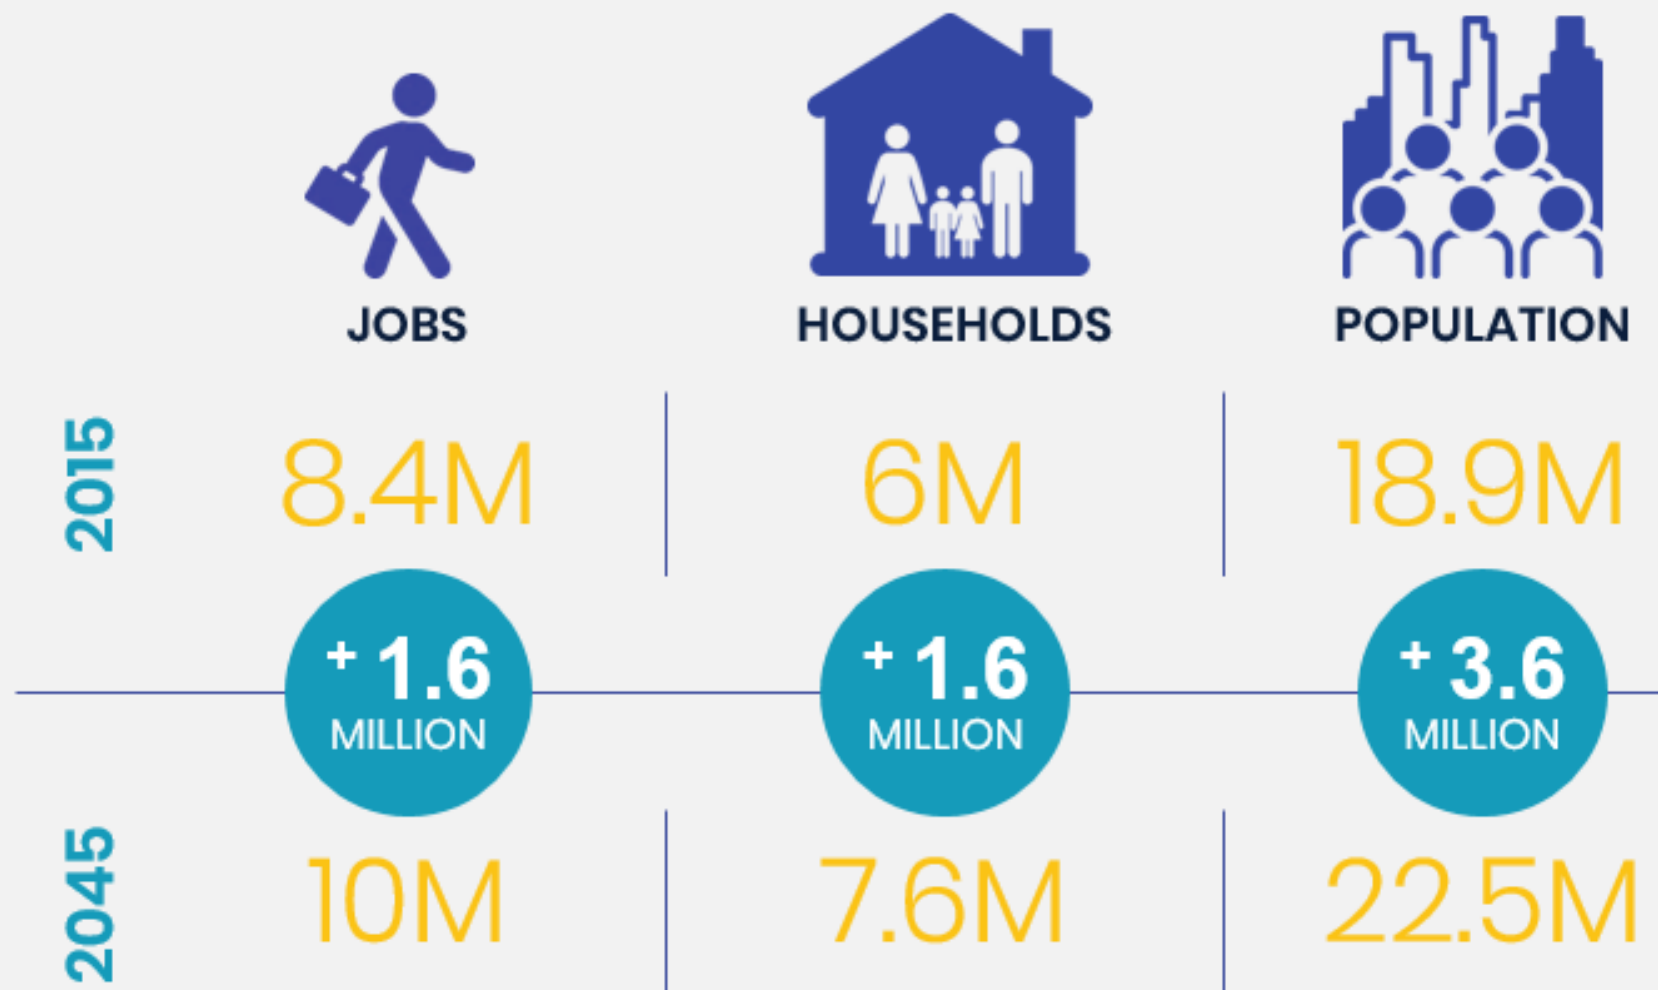 JOBS HOUSEHOLDS POPULATION
2015 8.4M 6M 18.9M
+ 1.6 + 1.6 + 3.6
MILLION MILLION MILLION
2045 10M 7.6M 22.5M